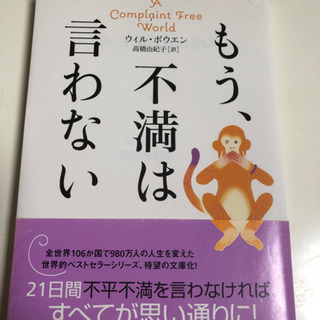 A
Complaint Free
World
ウィル・ボウエン
高橋由紀子[訳]
もう、
不満は
言わない
全世界106か国で980万人の人生を変えた
世界的ベストセラーシリーズ、待望の文庫化!
21日間不平不満を言わなければ、
すべてが思い通りに!